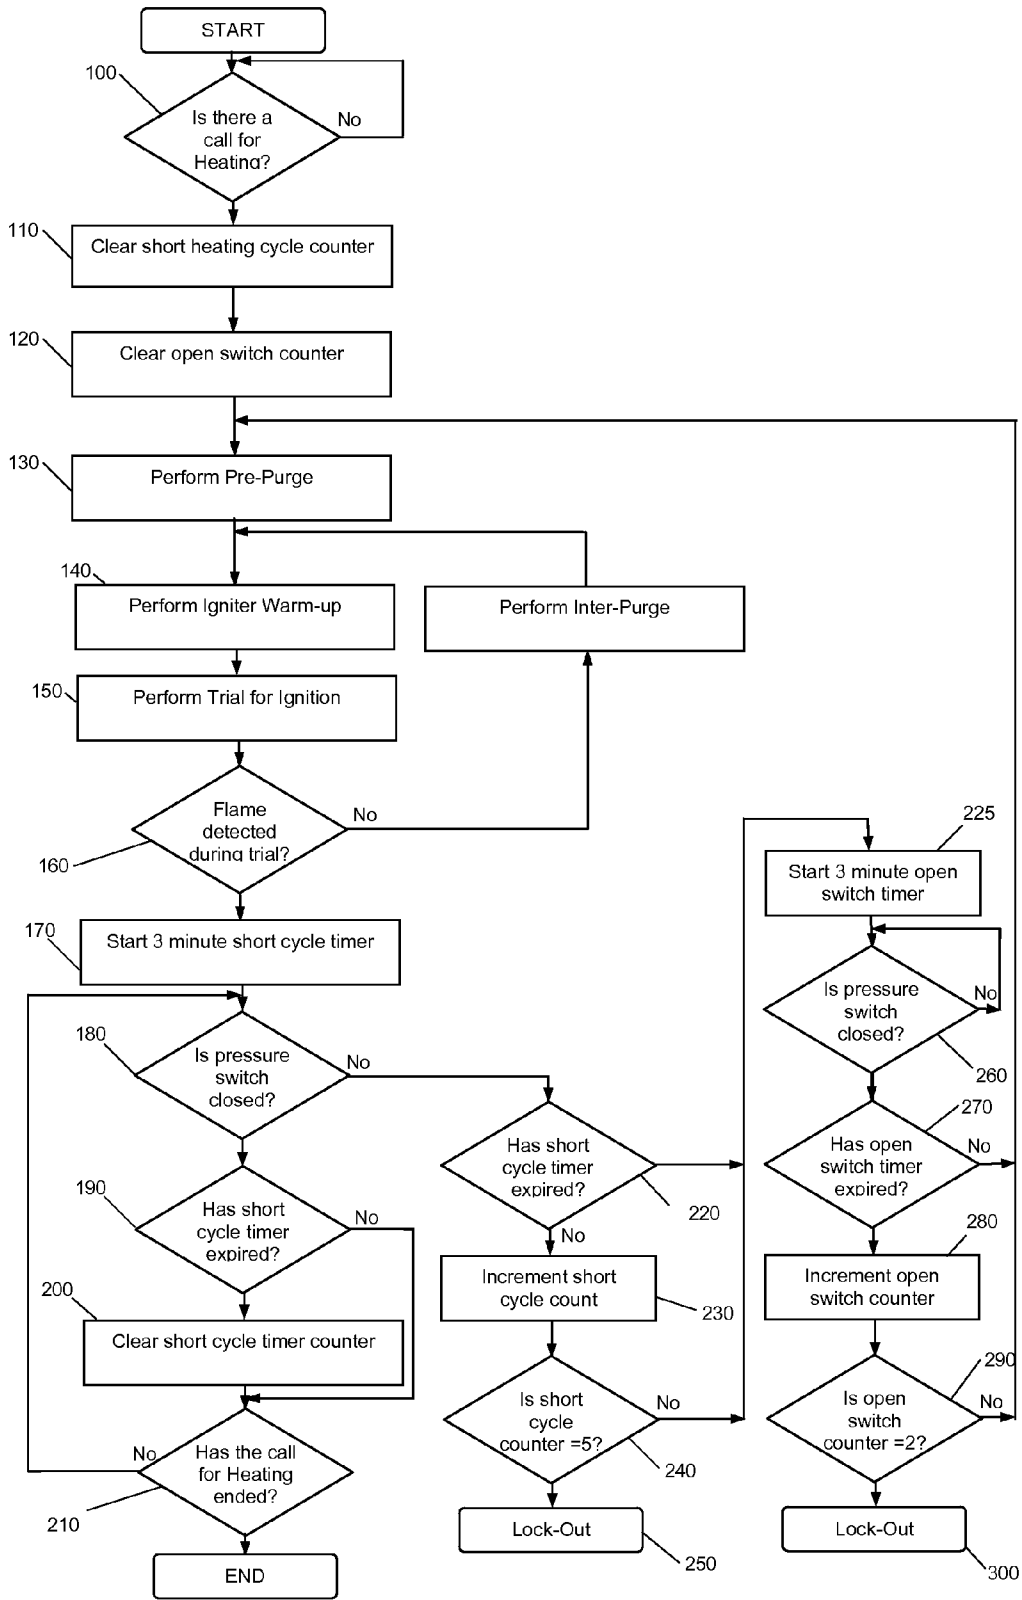 START
100
Is there a
call for
Heating?
No
110
Clear short heating cycle counter
120
Clear open switch counter
130
Perform Pre-Purge
140
Perform Igniter Warm-up
Perform Inter-Purge
150
Perform Trial for Ignition
Flame
detected
during trial?
No
160
170
Start 3 minute short cycle timer
180
Is pressure
switch
closed?
No
190
Has short
cycle timer
expired?
No
200
Clear short cycle timer counter
No
Has the call
for Heating
ended?
210
END
Has short
cycle timer
expired?
220
No
Increment short
cycle count
230
Is short
cycle
counter =5?
No
240
Lock-Out
250
225
Start 3 minute open
switch timer
Is pressure
switch
closed?
No
260
270
Has open
switch timer
expired?
No
280
Increment open
switch counter
290
Is open
switch
counter =2?
No
Lock-Out
300